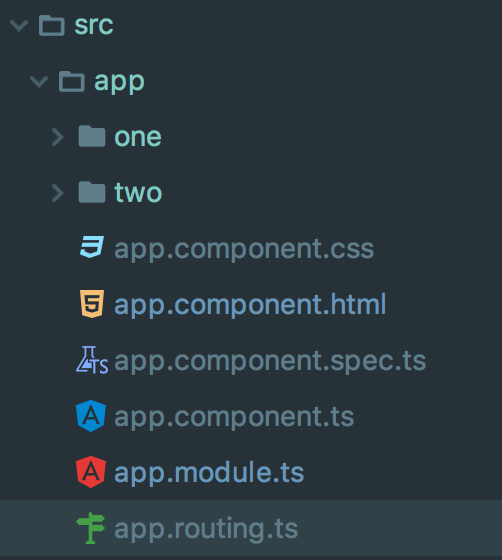 src
app
one
two
app.component.css
app.component.html
TS app.component.spec.ts
app.component.ts
app.module.ts
app.routing.ts